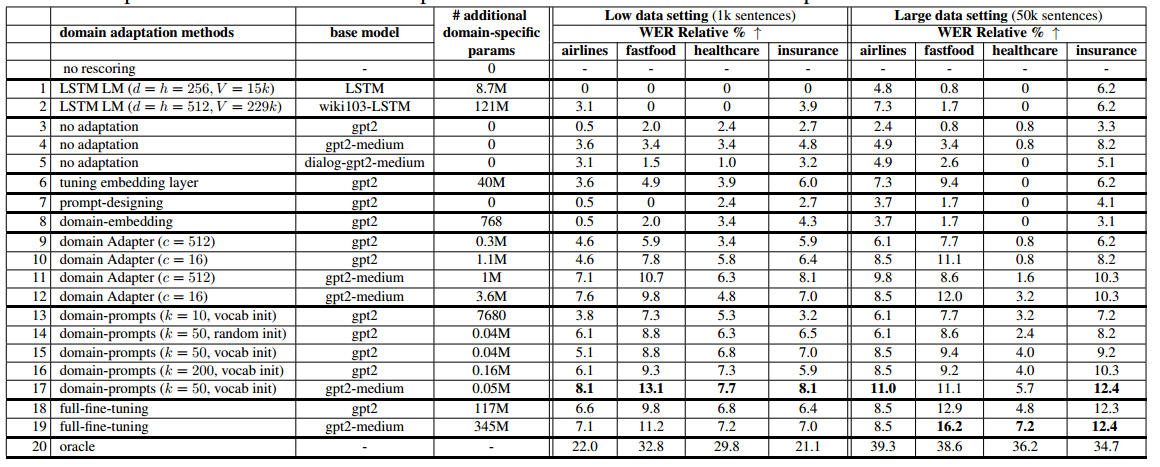 # additional Low data setting (1k sentences) Large data setting (50k sentences)
domain adaptation methods base model domain-specific WER Relative % ↑ WER Relative % ↑
params airlines fastfood healthcare insurance airlines fastfood healthcare insurance
no rescoring - 0 - - - - - - - -
1 LSTM LM (d = h = 256, V = 15k) LSTM 8.7M 0 0 0 0 4.8 0.8 0 6.2
2 LSTM LM (d = h = 512, V = 229k) wiki103-LSTM 121M 3.1 0 0 3.9 7.3 1.7 0 6.2
3 no adaptation gpt2 0 0.5 2.0 2.4 2.7 2.4 0.8 0.8 3.3
4 no adaptation gpt2-medium 0 3.6 3.4 3.4 4.8 4.9 3.4 0.8 8.2
5 no adaptation dialog-gpt2-medium 0 3.1 1.5 1.0 3.2 4.9 2.6 0 5.1
6 tuning embedding layer gpt2 40M 3.6 4.9 3.9 6.0 7.3 9.4 0 6.2
7 prompt-designing gpt2 0 0.5 0 2.4 2.7 3.7 1.7 0 4.1
8 domain-embedding gpt2 768 0.5 2.0 3.4 4.3 3.7 1.7 0 3.1
9 domain Adapter (c = 512) gpt2 0.3M 4.6 5.9 3.4 5.9 6.1 7.7 0.8 6.2
10 domain Adapter (c = 16) gpt2 1.1M 4.6 7.8 5.8 6.4 8.5 11.1 0.8 8.2
11 domain Adapter (c = 512) gpt2-medium 1M 7.1 10.7 6.3 8.1 9.8 8.6 1.6 10.3
12 domain Adapter (c = 16) gpt2-medium 3.6M 7.6 9.8 4.8 7.0 8.5 12.0 3.2 10.3
13 domain-prompts (k = 10, vocab init) gpt2 7680 3.8 7.3 5.3 3.2 6.1 7.7 3.2 7.2
14 domain-prompts (k = 50, random init) gpt2 0.04M 6.1 8.8 6.3 6.5 6.1 8.6 2.4 8.2
15 domain-prompts (k = 50, vocab init) gpt2 0.04M 5.1 8.8 6.8 7.0 8.5 9.4 4.0 9.2
16 domain-prompts (k = 200, vocab init) gpt2 0.16M 6.1 9.3 7.3 5.9 8.5 9.2 4.0 10.3
17 domain-prompts (k = 50, vocab init) gpt2-medium 0.05M 8.1 13.1 7.7 8.1 11.0 11.1 5.7 12.4
18 full-fine-tuning gpt2 117M 6.6 9.8 6.8 6.4 8.5 12.9 4.8 12.3
19 full-fine-tuning gpt2-medium 345M 7.1 11.2 7.2 7.0 8.5 16.2 7.2 12.4
20 oracle - - 22.0 32.8 29.8 21.1 39.3 38.6 36.2 34.7